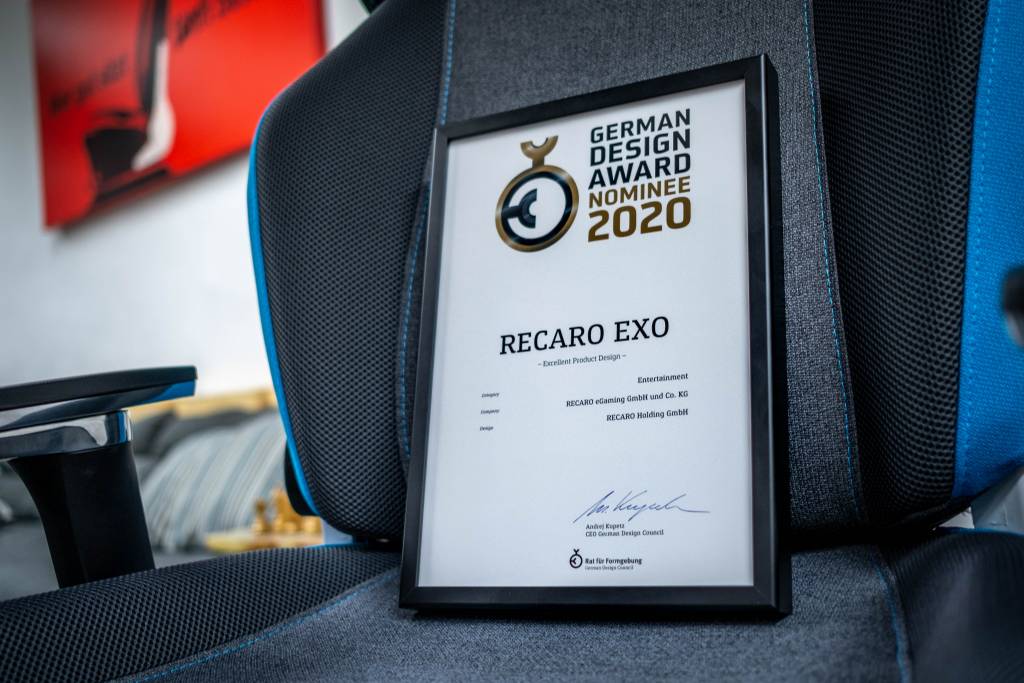 GERMAN
DESIGN
AWARD
NOMINEE
2020
RECARO EXO
– Excellent Product Design –
Category Entertainment
Company RECARO eGaming GmbH und Co. KG
Design RECARO Holding GmbH
Andrej Kupetz
CEO German Design Council
Rat für Formgebung
German Design Council